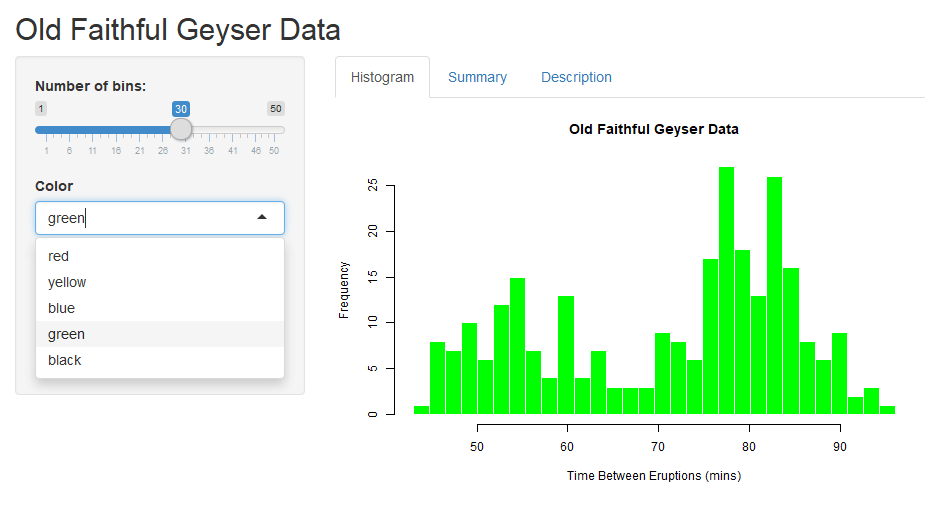 Old Faithful Geyser Data
Number of bins:
1 30 50
1 6 11 16 21 26 31 36 41 46 50
Color
green
red
yellow
blue
green
black
Histogram Summary Description
Old Faithful Geyser Data
Frequency
25
20
15
10
5
0
50 60 70 80 90
Time Between Eruptions (mins)